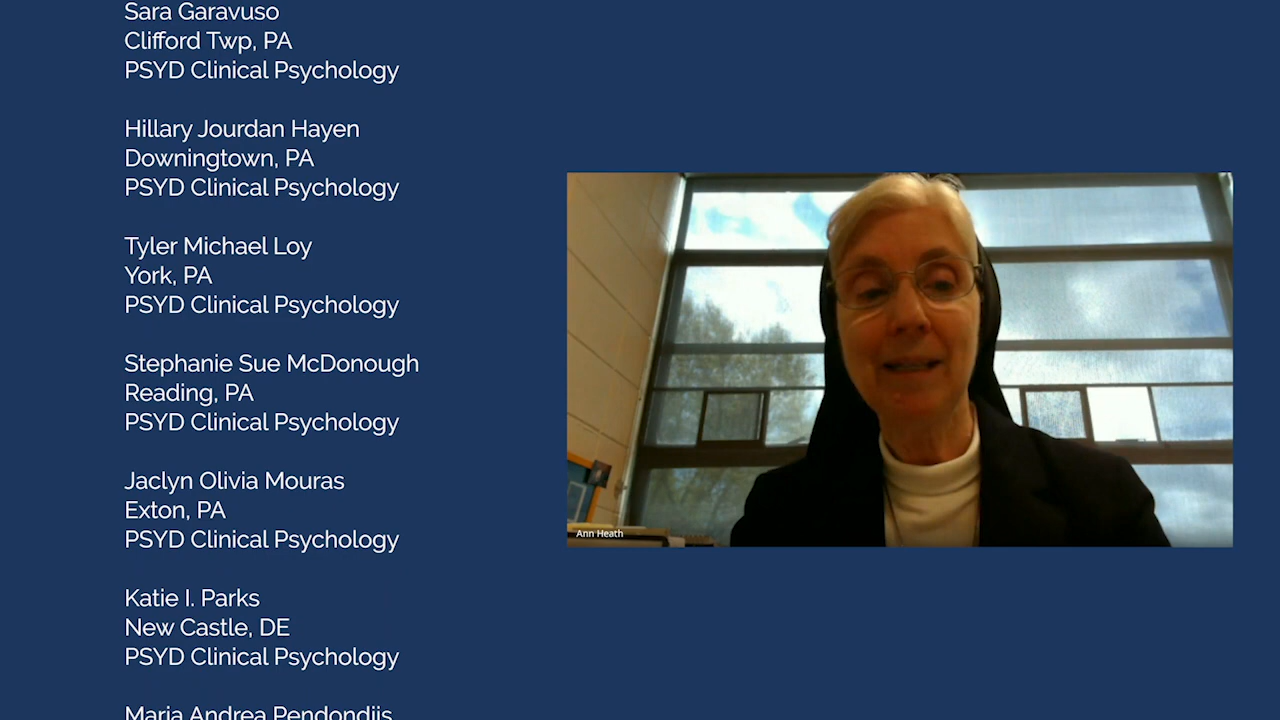 Sara Garavuso
Clifford Twp, PA
PSYD Clinical Psychology
Hillary Jourdan Hayen
Downingtown, PA
PSYD Clinical Psychology
Tyler Michael Loy
York, PA
PSYD Clinical Psychology
Stephanie Sue McDonough
Reading, PA
PSYD Clinical Psychology
Jaclyn Olivia Mouras
Exton, PA
PSYD Clinical Psychology
Katie I. Parks
New Castle, DE
PSYD Clinical Psychology
Maria Andrea
Ann Heath